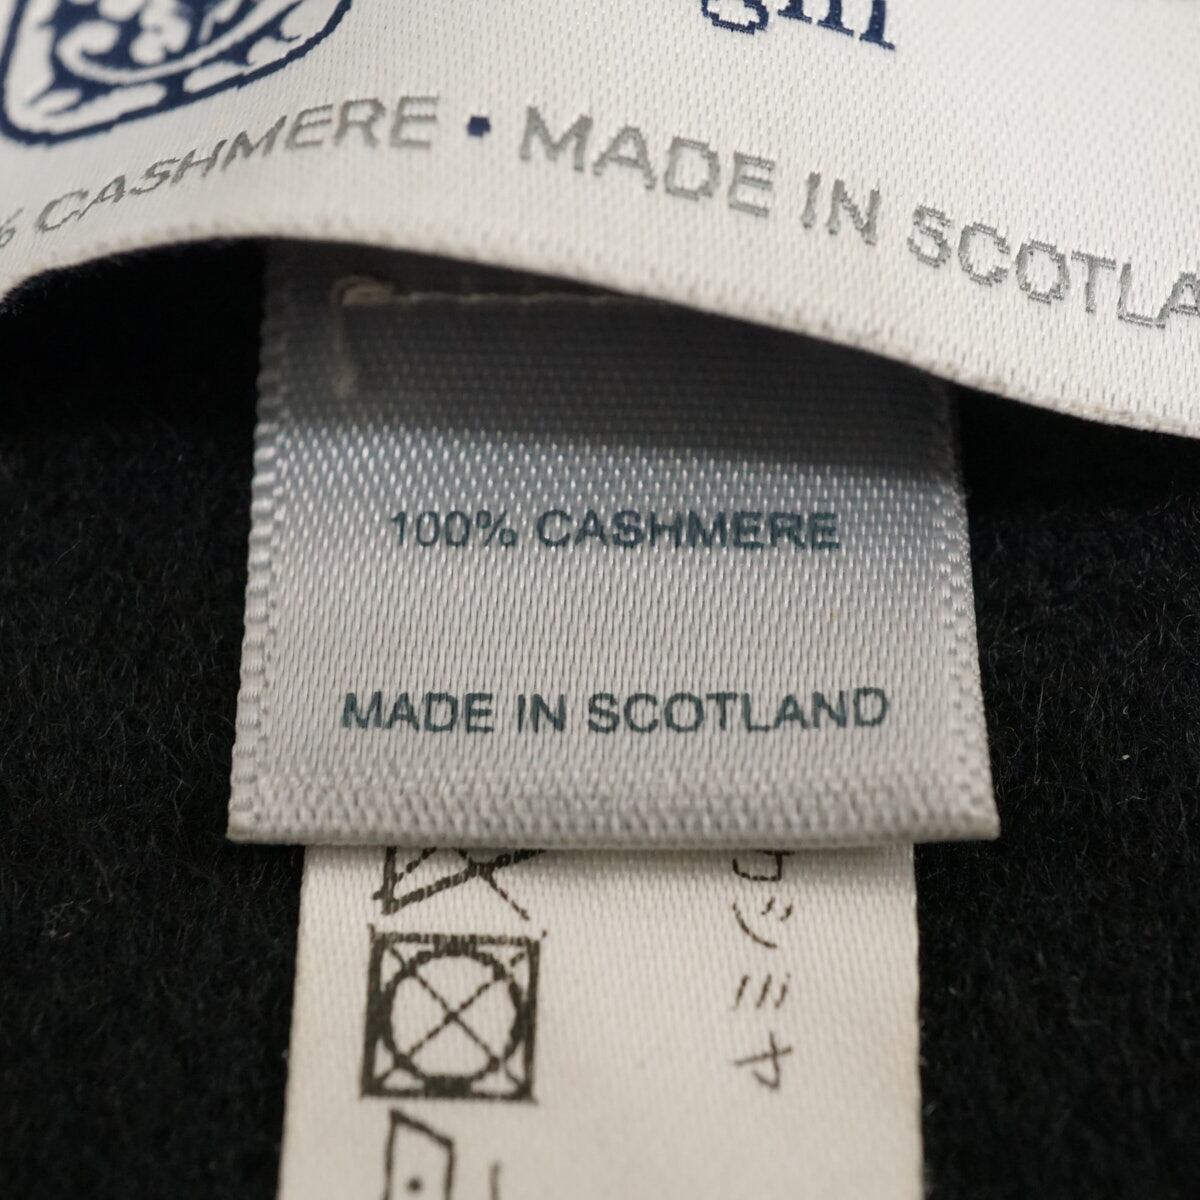 % CASHMERE • MADE IN SCOTLA
100% CASHMERE
MADE IN SCOTLAND